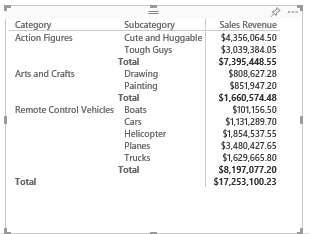 Category Subcategory Sales Revenue
Action Figures Cute and Huggable $4,356,064.50
Tough Guys $3,039,384.05
Total $7,395,448.55
Arts and Crafts Drawing $808,627.28
Painting $851,947.20
Total $1,660,574.48
Remote Control Vehicles Boats $101,156.50
Cars $1,131,289.70
Helicopter $1,854,537.55
Planes $3,480,427.65
Trucks $1,629,665.80
Total $8,197,077.20
Total $17,253,100.23